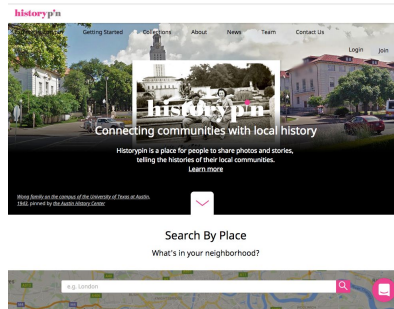 historyp'n
Getting Started
Collections
About
News
Team
Contact Us
Login
Join
historyp'n
Connecting communities with local history
Historypin is a place for people to share photos and stories,
telling the histories of their local communities.
Learn more
Wong family on the campus of the University of Texas at Austin,
1943, pinned by the Austin History Center
Search By Place
What's in your neighborhood?
e.g. London